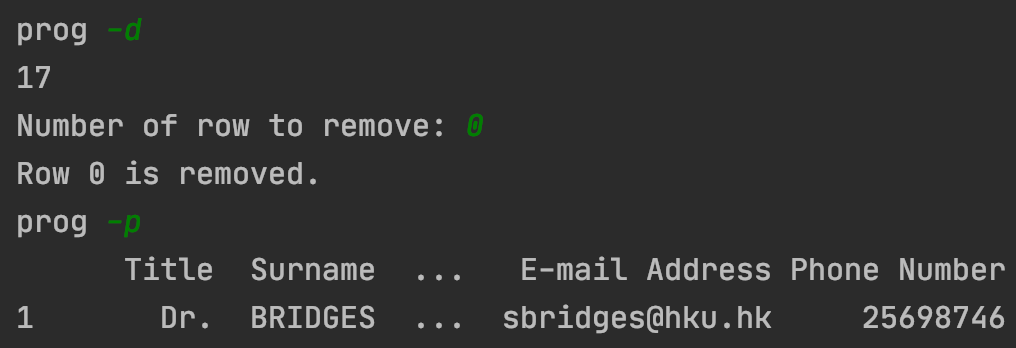 prog -d
17
Number of row to remove: 0
Row 0 is removed.
prog -p
Title Surname ... E-mail Address Phone Number
1 Dr. BRIDGES ... sbridges@hku.hk 25698746